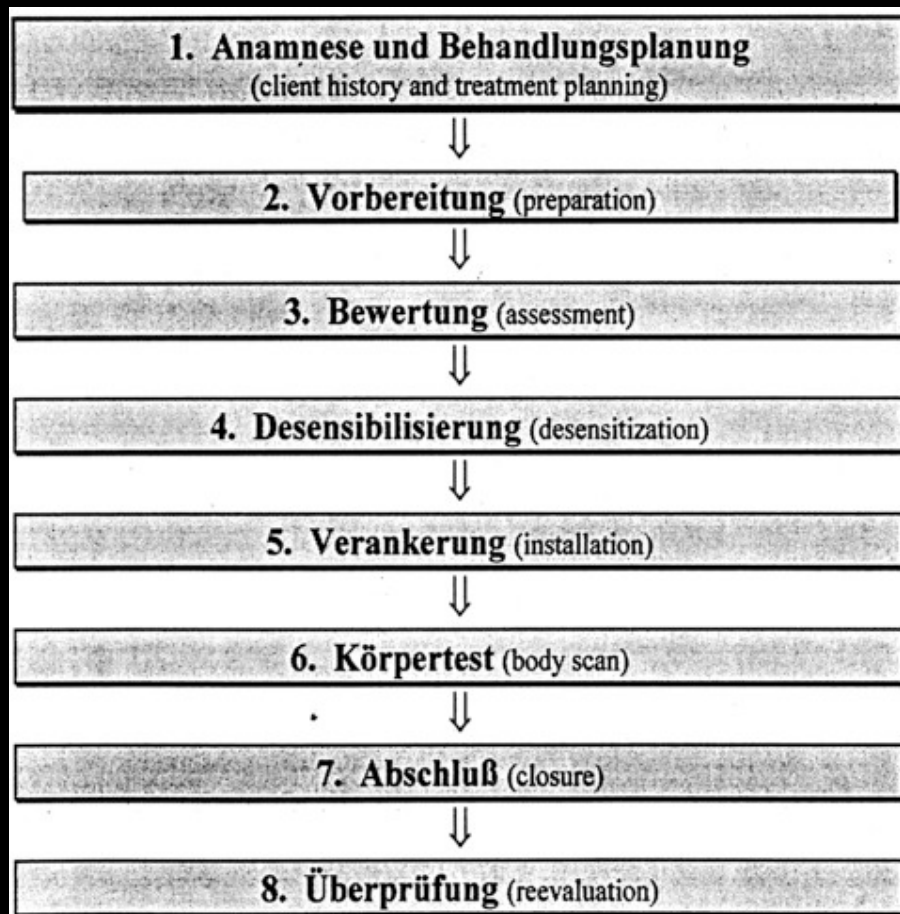 1. Anamnese und Behandlungsplanung
(client history and treatment planning)
2. Vorbereitung (preparation)
3. Bewertung (assessment)
4. Desensibilisierung (desensitization)
5. Verankerung (installation)
6. Körpertest (body scan)
7. Abschluß (closure)
8. Überprüfung (reevaluation)